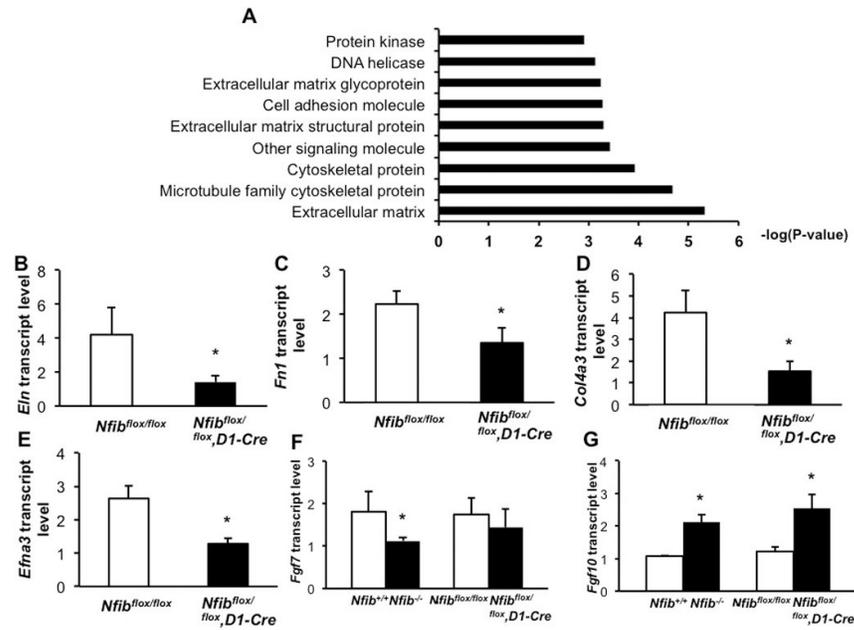 A
Protein kinase
DNA helicase
Extracellular matrix glycoprotein
Cell adhesion molecule
Extracellular matrix structural protein
Other signaling molecule
Cytoskeletal protein
Microtubule family cytoskeletal protein
Extracellular matrix
0 1 2 3 4 5 6 -log(P-value)
B
Eln transcript level
8
6
4
2
0
*
Nfibflox/flox Nfibflox/
flox,D1-Cre
C
Fn1 transcript
level
3
2
1
0
*
Nfibflox/flox Nfibflox/
flox,D1-Cre
D
Col4a3 transcript
level
6
5
4
3
2
1
0
*
Nfibflox/flox Nfibflox/
flox,D1-Cre
E
Efna3 transcript
level
4
3
2
1
0
*
Nfibflox/flox Nfibflox/
flox,D1-Cre
F
Fgf7 transcript level
3
2
1
0
*
Nfib+/+ Nfib-/- Nfibflox/flox Nfibflox/
flox,D1-Cre
G
Fgf10 transcript level
4
3
2
1
0
* *
Nfib+/+ Nfib-/- Nfibflox/flox Nfibflox/
flox,D1-Cre